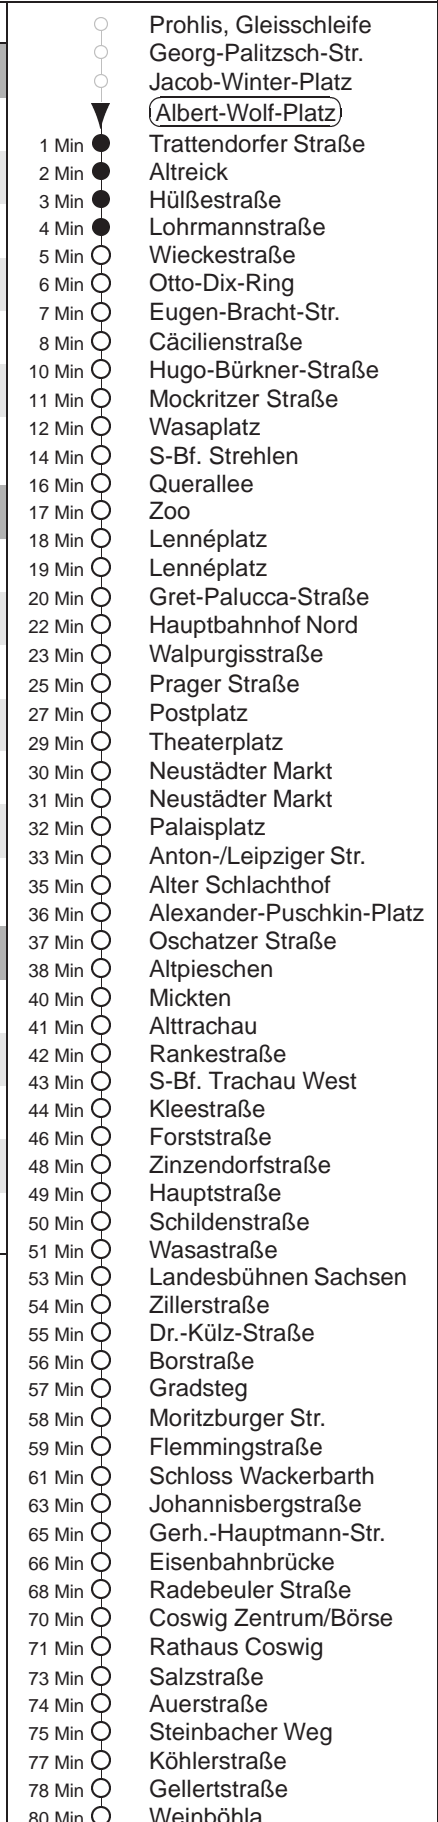 Prohlis, Gleisschleife
Georg-Palitzsch-Str.
Jacob-Winter-Platz
Albert-Wolf-Platz
1 Min Trattendorfer Straße
2 Min Altreick
3 Min Hülßestraße
4 Min Lohrmannstraße
5 Min Wieckestraße
6 Min Otto-Dix-Ring
7 Min Eugen-Bracht-Str.
8 Min Cäcilienstraße
10 Min Hugo-Bürkner-Straße
11 Min Mockritzer Straße
12 Min Wasaplatz
14 Min S-Bf. Strehlen
16 Min Querallee
17 Min Zoo
18 Min Lennéplatz
19 Min Lennéplatz
20 Min Gret-Palucca-Straße
22 Min Hauptbahnhof Nord
23 Min Walpurgisstraße
25 Min Prager Straße
27 Min Postplatz
29 Min Theaterplatz
30 Min Neustädter Markt
31 Min Neustädter Markt
32 Min Palaisplatz
33 Min Anton-/Leipziger Str.
35 Min Alter Schlachthof
36 Min Alexander-Puschkin-Platz
37 Min Oschatzer Straße
38 Min Altpieschen
40 Min Mickten
41 Min Alttrachau
42 Min Rankestraße
43 Min S-Bf. Trachau West
44 Min Kleestraße
46 Min Forststraße
48 Min Zinzendorfstraße
49 Min Hauptstraße
50 Min Schildenstraße
51 Min Wasastraße
53 Min Landesbühnen Sachsen
54 Min Zillerstraße
55 Min Dr.-Külz-Straße
56 Min Borstraße
57 Min Gradsteg
58 Min Moritzburger Str.
59 Min Flemmingstraße
61 Min Schloss Wackerbarth
63 Min Johannisbergstraße
65 Min Gerh.-Hauptmann-Str.
66 Min Eisenbahnbrücke
68 Min Radebeuler Straße
70 Min Coswig Zentrum/Börse
71 Min Rathaus Coswig
73 Min Salzstraße
74 Min Auerstraße
75 Min Steinbacher Weg
77 Min Köhlerstraße
78 Min Gellertstraße
80 Min Weinböhla